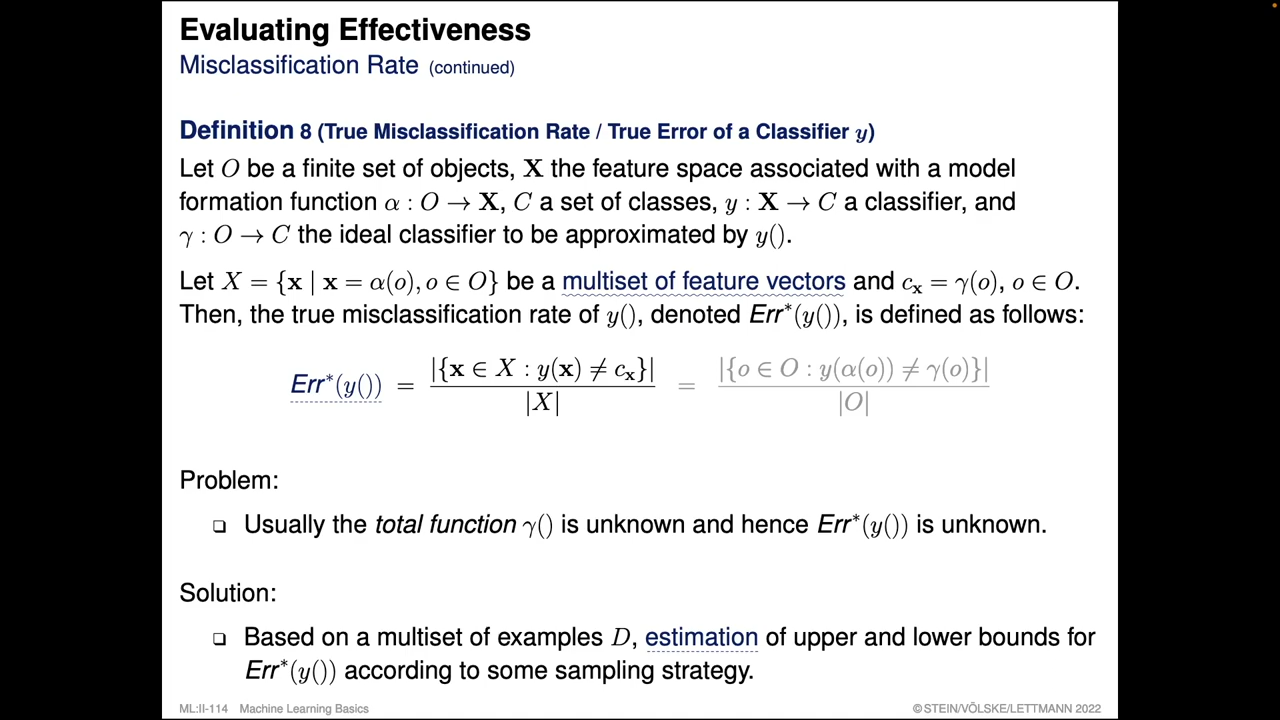 Evaluating Effectiveness
Misclassification Rate (continued)
Definition 8 (True Misclassification Rate / True Error of a Classifier y)
Let O be a finite set of objects, X the feature space associated with a model
formation function α : O → X, C a set of classes, y : X → C a classifier, and
γ : O → C the ideal classifier to be approximated by y().
Let X = {x | x = α(o), o ∈ O} be a multiset of feature vectors and cₓ = γ(o), o ∈ O.
Then, the true misclassification rate of y(), denoted Err*(y()), is defined as follows:
Err*(y()) = |{x ∈ X : y(x) ≠ cₓ}| / |X| = |{o ∈ O : y(α(o)) ≠ γ(o)}| / |O|
Problem:
❑ Usually the total function γ() is unknown and hence Err*(y()) is unknown.
Solution:
❑ Based on a multiset of examples D, estimation of upper and lower bounds for
Err*(y()) according to some sampling strategy.
ML:II-114 Machine Learning Basics ©STEIN/VÖLSKE/LETTMANN 2022